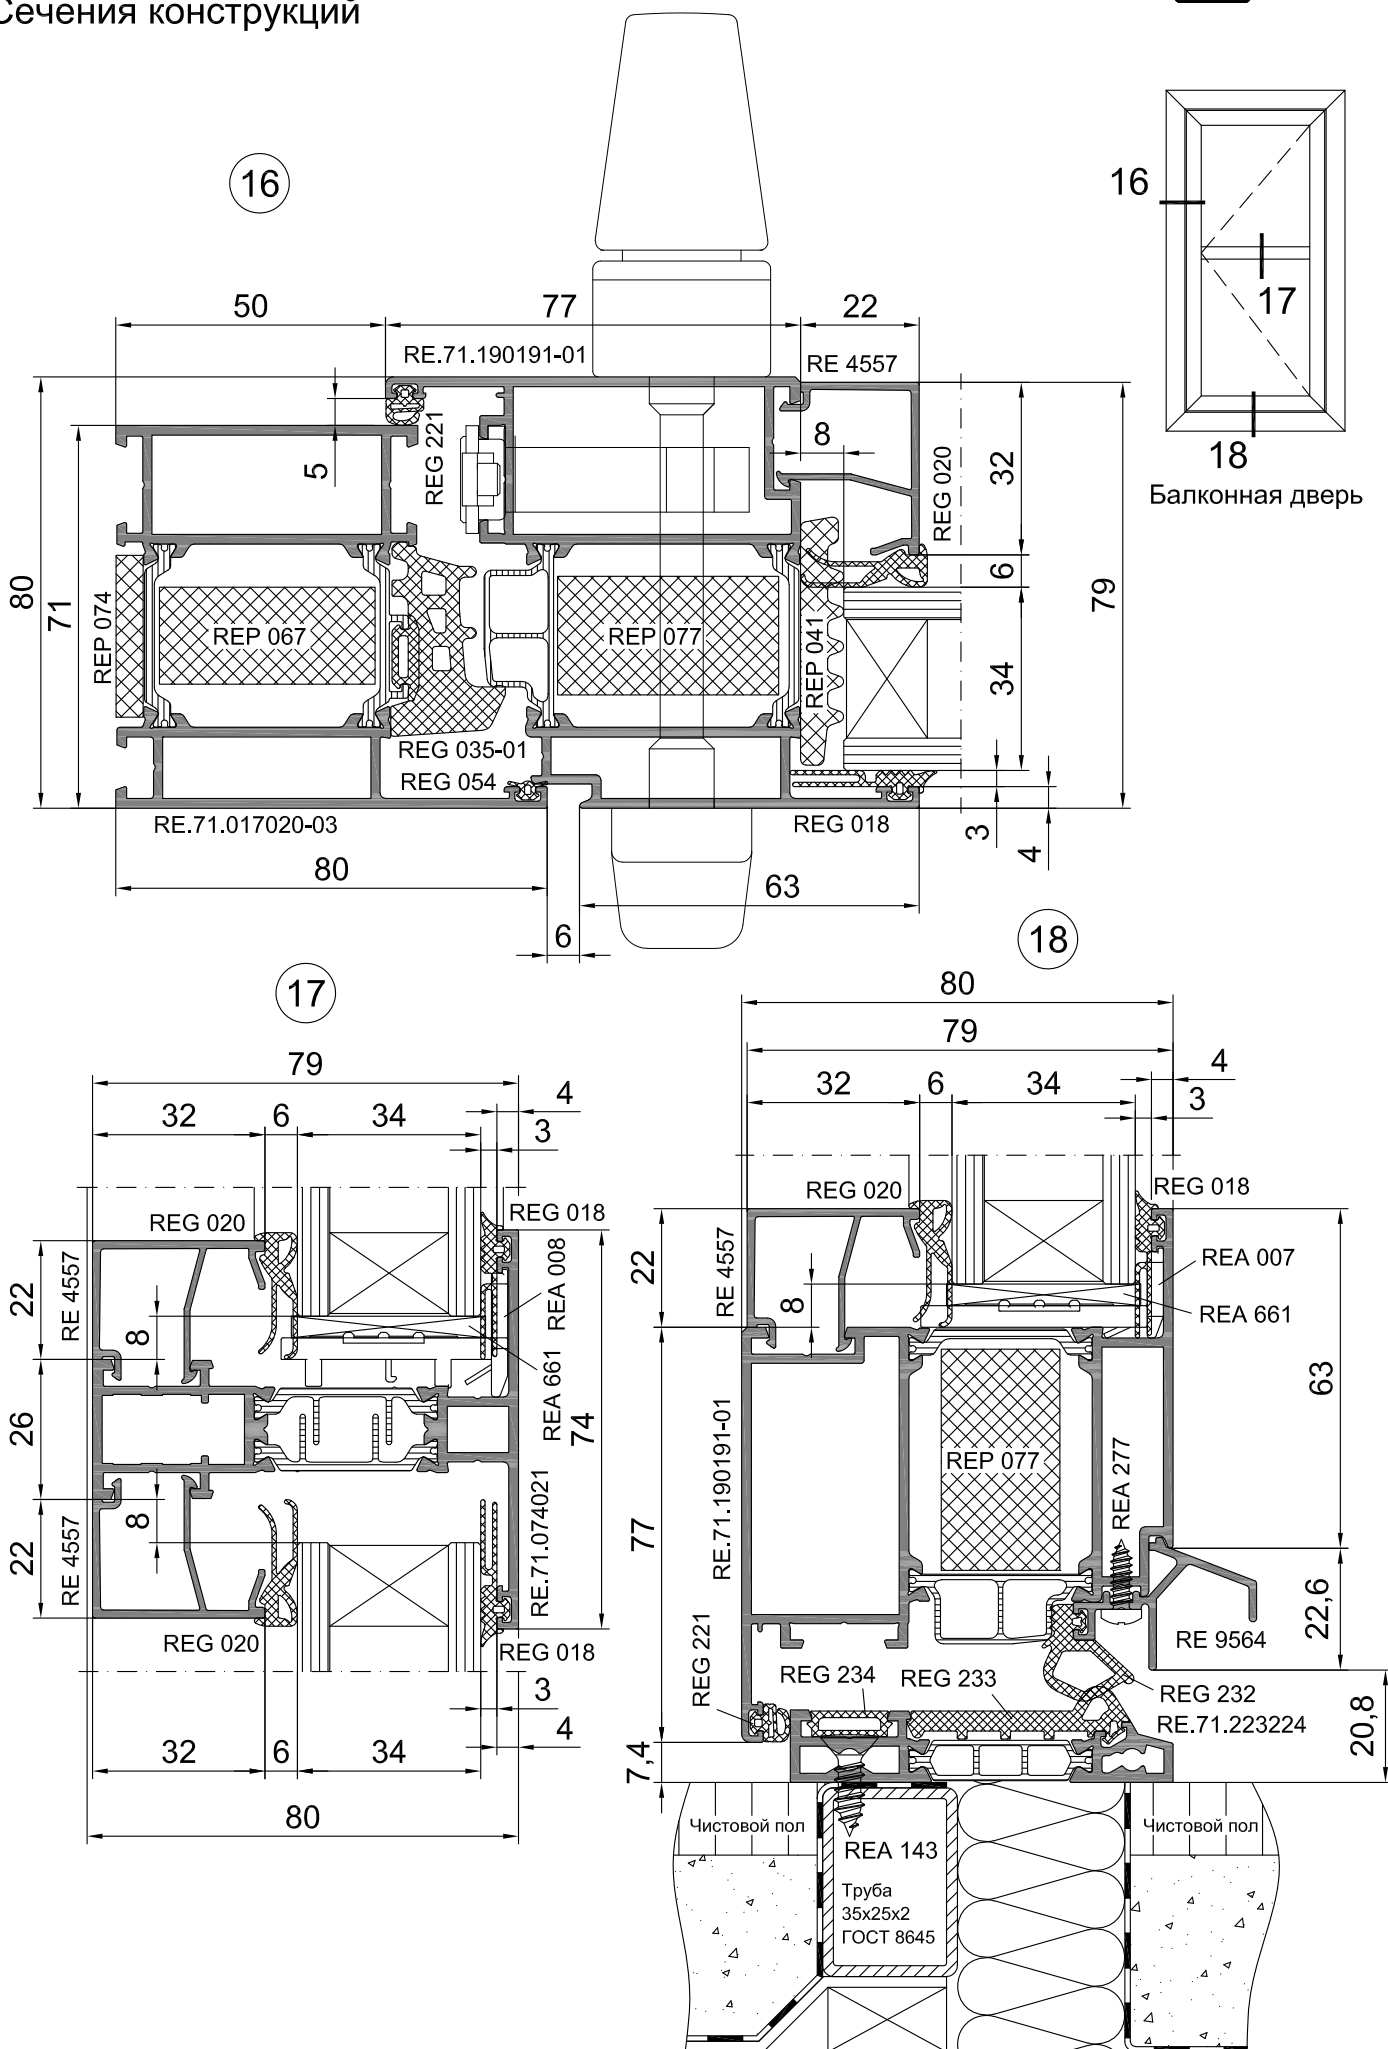 Сечения конструкций
16
16
17
18
Балконная дверь
50
77
22
RE.71.190191-01
RE 4557
80
71
5
REG 221
8
REG 020
32
6
79
34
REP 074
REP 067
REP 077
REP 041
REG 035-01
REG 054
RE.71.017020-03
REG 018
3
4
80
63
6
17
79
4
32
6
34
3
REG 020
REG 018
22
RE 4557
8
REA 008
REA 661
26
74
8
22
RE 4557
RE.71.074021
REG 020
REG 018
3
4
32
6
34
80
18
80
79
4
32
6
34
3
REG 020
REG 018
22
RE 4557
8
REA 007
REA 661
63
77
RE.71.190191-01
REP 077
REA 277
22,6
RE 9564
REG 221
REG 234
REG 233
REG 232
RE.71.223224
20,8
7,4
Чистовой пол
Чистовой пол
REA 143
Труба
35x25x2
ГОСТ 8645